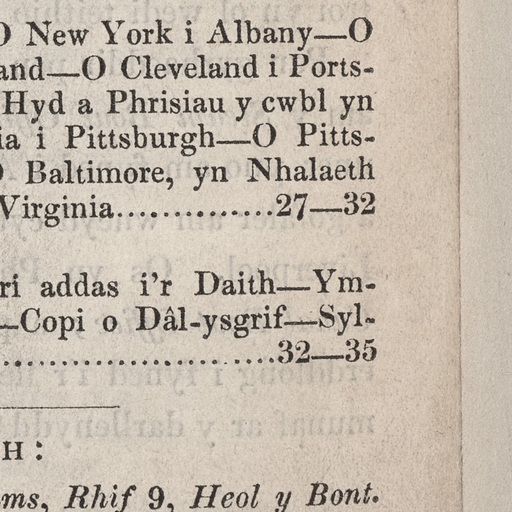 O New York i Albany—O
and—O Cleveland i Ports-
Hyd a Phrisiau y cwbl yn
ia i Pittsburgh—O Pitts-
O Baltimore, yn Nhalaeth
Virginia...............27—32
ri addas i'r Daith—Ym-
—Copi o Dâl-ysgrif—Syl-
..........................32—35
H :
ms, Rhif 9, Heol y Bont.